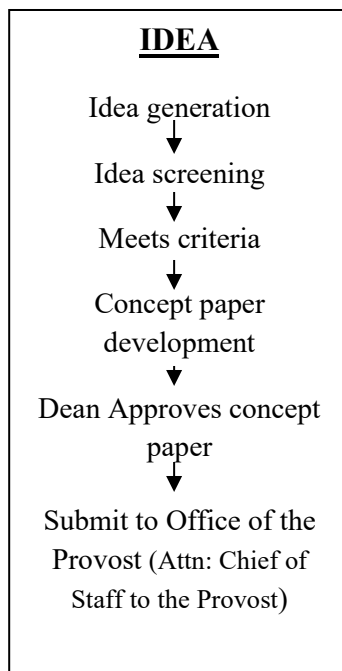 IDEA
Idea generation
Idea screening
Meets criteria
Concept paper
development
Dean Approves concept
paper
Submit to Office of the
Provost (Attn: Chief of
Staff to the Provost)